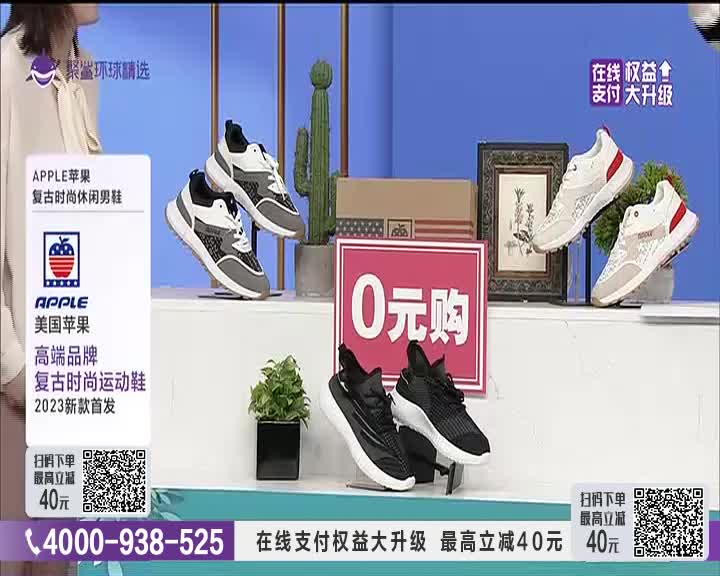 聚鲨环球精选
在线支付
权益大升级
APPLE苹果
复古时尚休闲男鞋
APPLE
美国苹果
高端品牌
复古时尚运动鞋
2023新款首发
0元购
扫码下单
最高立减
40元
扫码下单
最高立减
40元
4000-938-525
在线支付权益大升级 最高立减40元